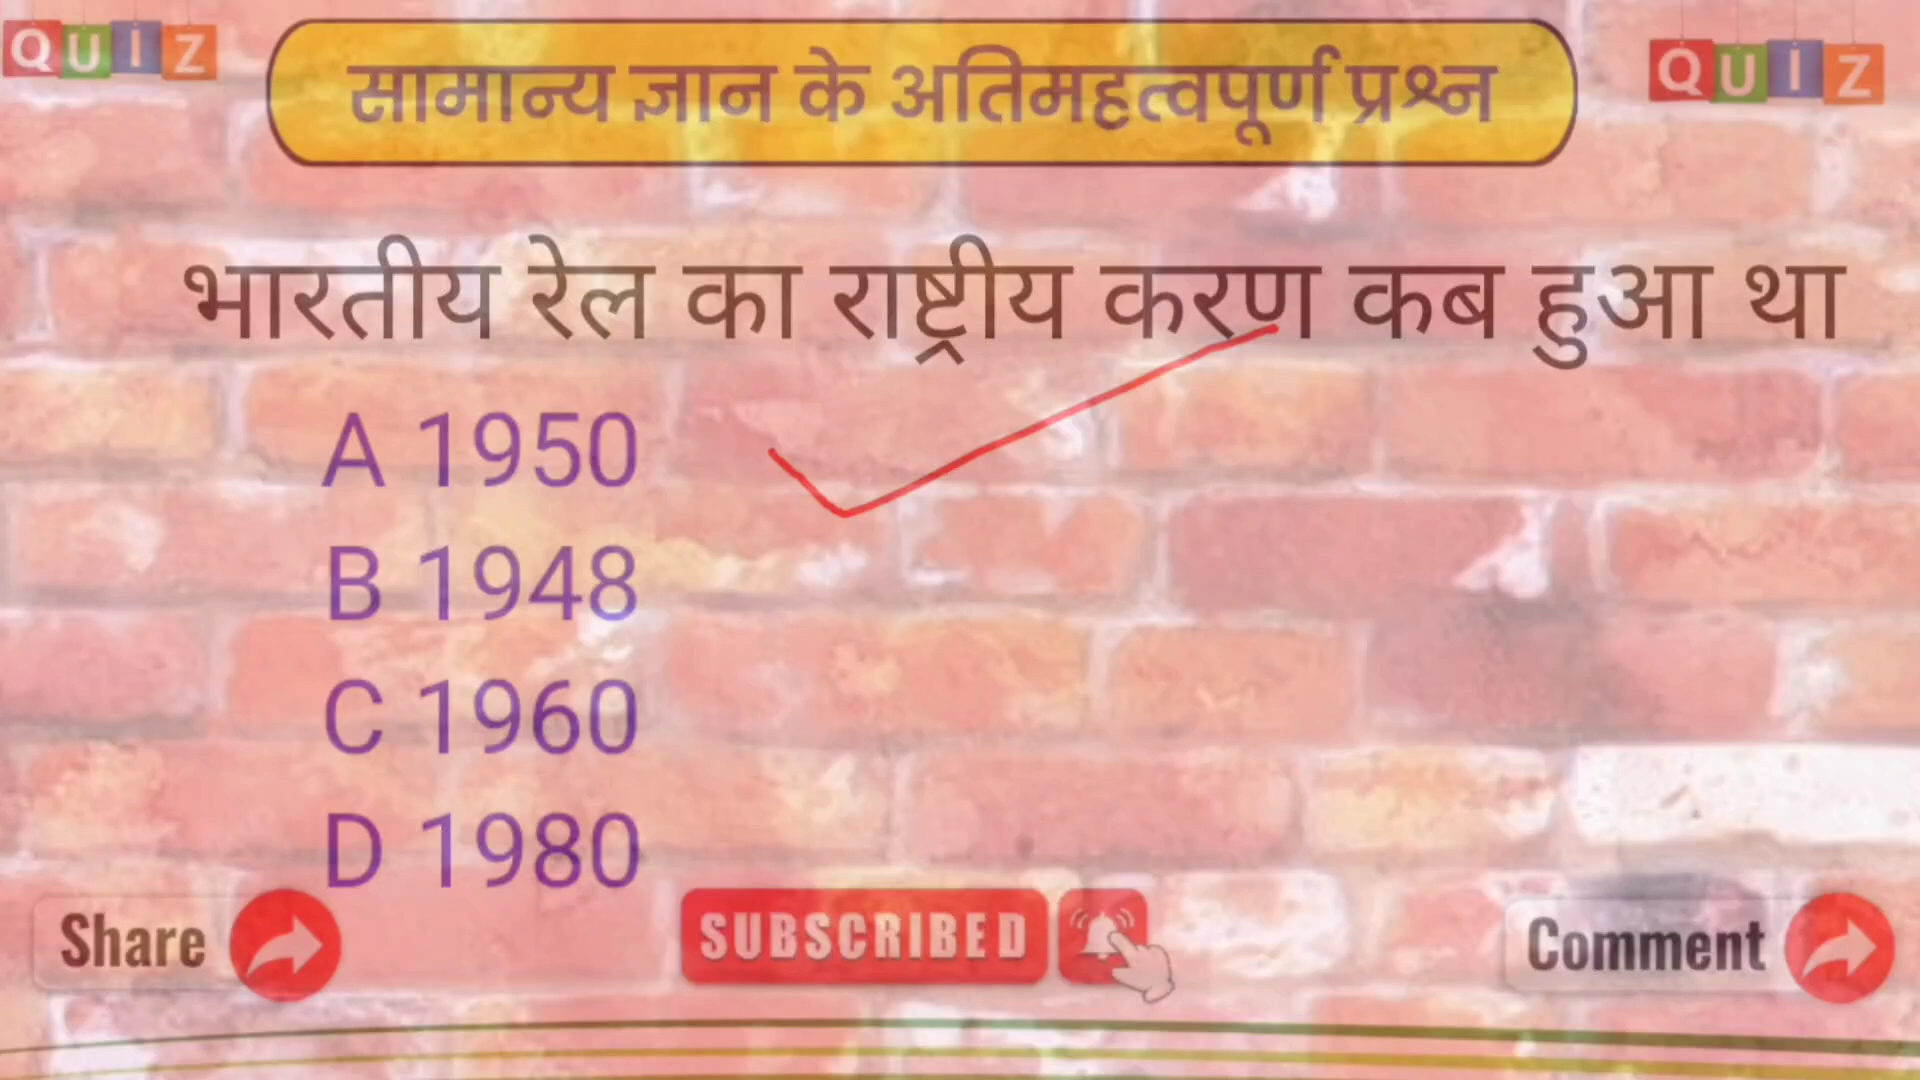 QUIZ
सामान्य ज्ञान के अतिमहत्वपूर्ण प्रश्न
QUIZ
भारतीय रेल का राष्ट्रीय करण कब हुआ था
A 1950
B 1948
C 1960
D 1980
Share
SUBSCRIBED
Comment